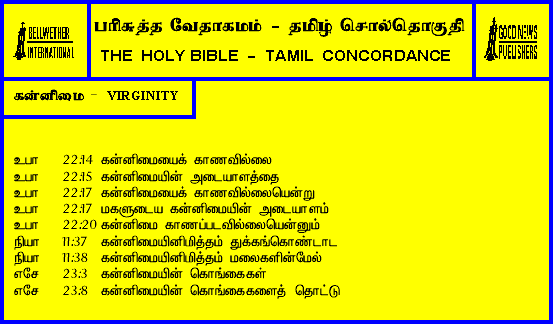 BELLWETHER
INTERNATIONAL
பரிசுத்த வேதாகமம் - தமிழ் சொல்தொகுதி
THE HOLY BIBLE - TAMIL CONCORDANCE
GOOD NEWS
PUBLISHERS
கன்னிமை - VIRGINITY
உபா 22:14 கன்னிமையைக் காணவில்லை
உபா 22:15 கன்னிமையின் அடையாளத்தை
உபா 22:17 கன்னிமையைக் காணவில்லையென்று
உபா 22:17 மகளுடைய கன்னிமையின் அடையாளம்
உபா 22:20 கன்னிமை காணப்படவில்லையென்னும்
நியா 11:37 கன்னிமையினிமித்தம் துக்கங்கொண்டாட
நியா 11:38 கன்னிமையினிமித்தம் மலைகளின்மேல்
எசே 23:3 கன்னிமையின் கொங்கைகள்
எசே 23:8 கன்னிமையின் கொங்கைகளைத் தொட்டு